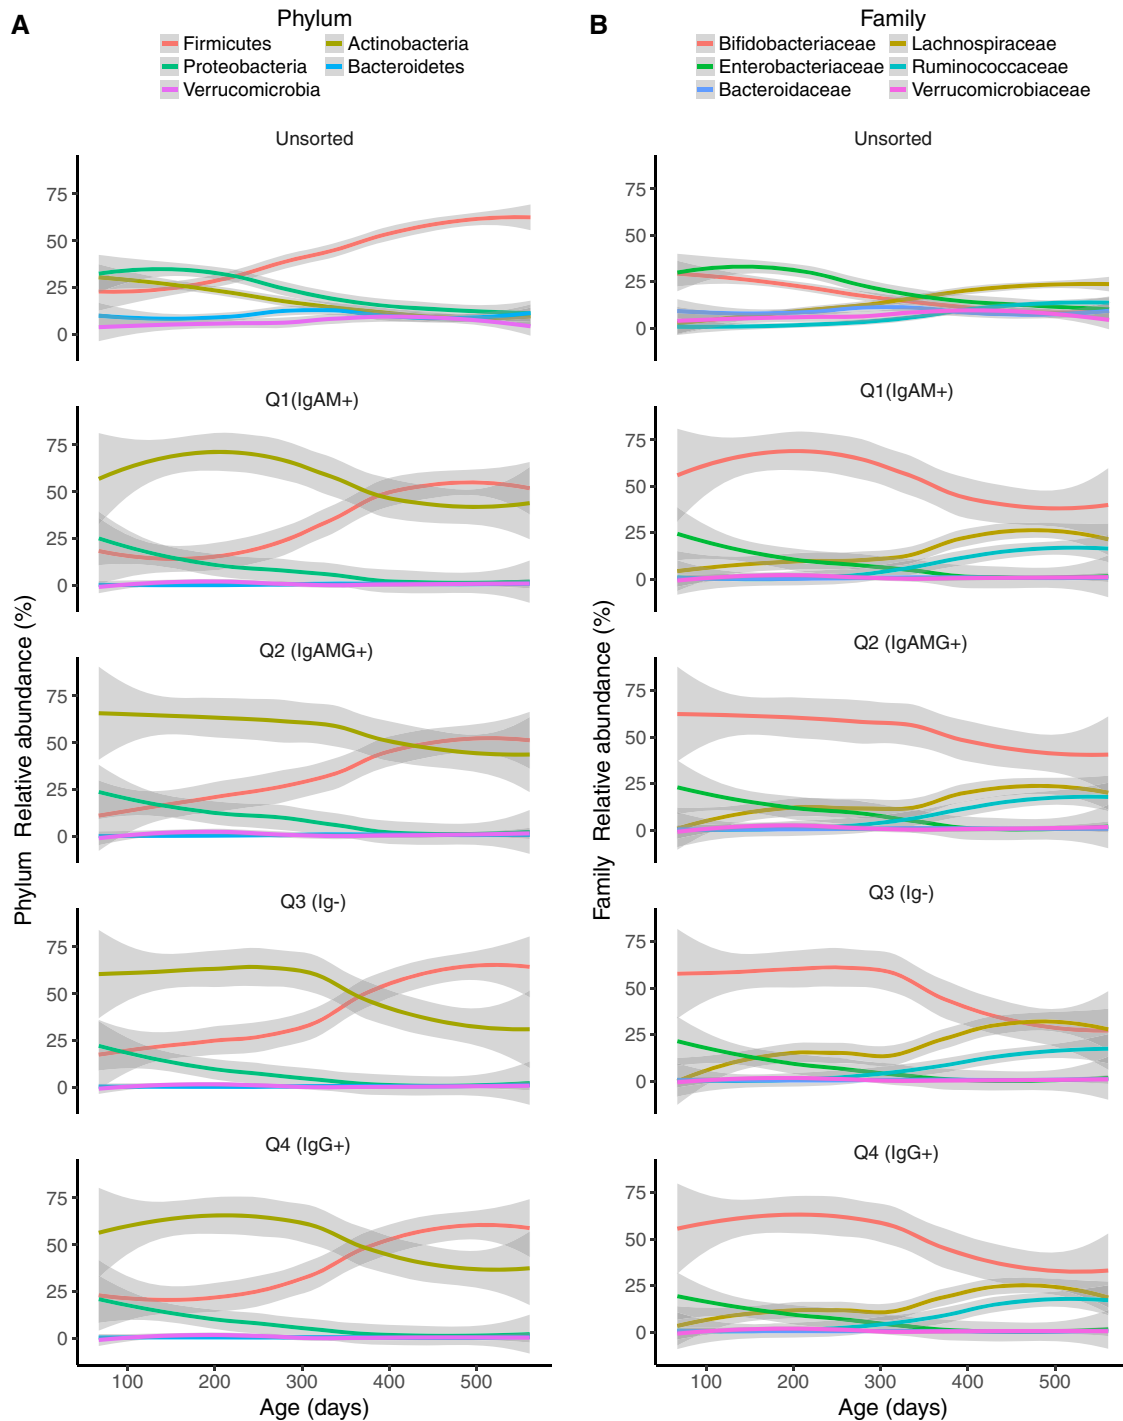 A
Phylum
Firmicutes
Actinobacteria
Proteobacteria
Bacteroidetes
Verrucomicrobia
Unsorted
75
50
25
0
Q1(IgAM+)
75
50
25
0
Q2 (IgAMG+)
75
50
25
0
Q3 (Ig-)
75
50
25
0
Q4 (IgG+)
75
50
25
0
100 200 300 400 500
Age (days)
Phylum Relative abundance (%)
B
Family
Bifidobacteriaceae
Lachnospiraceae
Enterobacteriaceae
Ruminococcaceae
Bacteroidaceae
Verrucomicrobiaceae
Unsorted
75
50
25
0
Q1(IgAM+)
75
50
25
0
Q2 (IgAMG+)
75
50
25
0
Q3 (Ig-)
75
50
25
0
Q4 (IgG+)
75
50
25
0
100 200 300 400 500
Age (days)
Family Relative abundance (%)